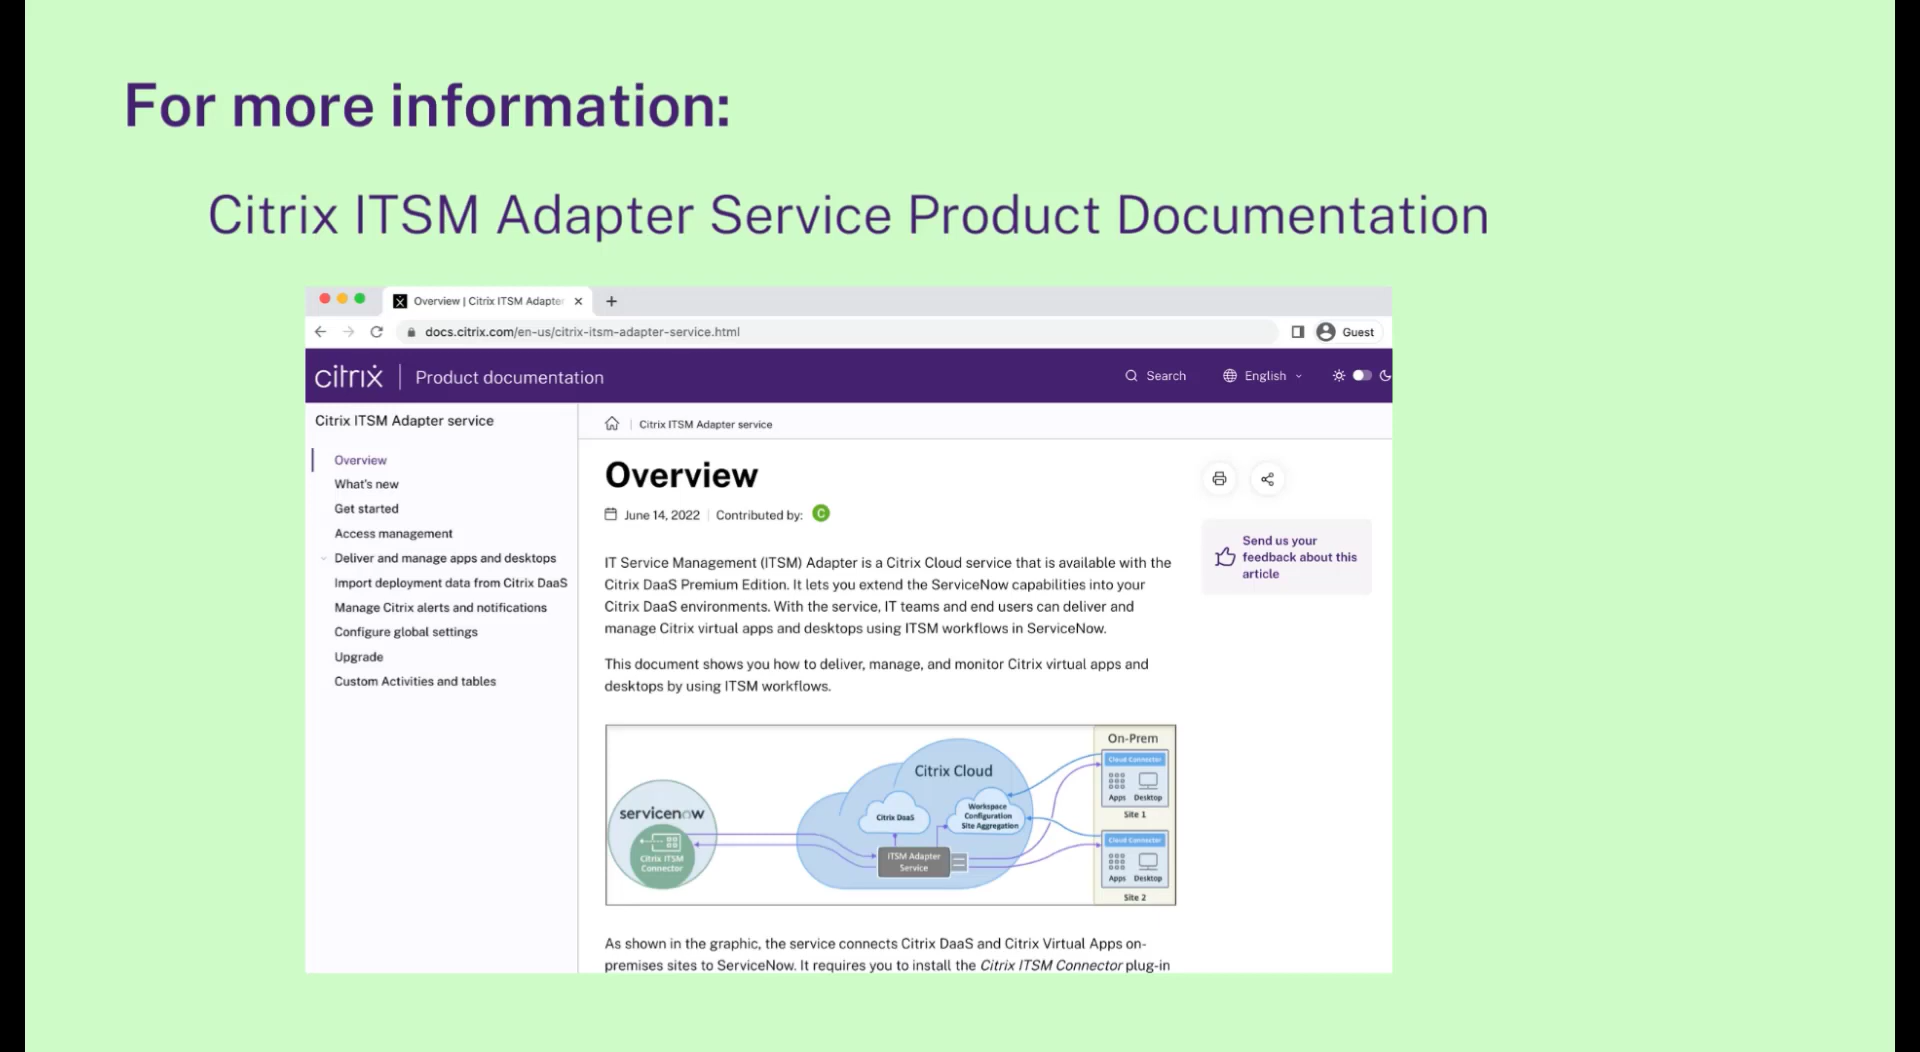 For more information:
Citrix ITSM Adapter Service Product Documentation
Overview | Citrix ITSM Adapter
docs.citrix.com/en-us/citrix-itsm-adapter-service.html
Guest
citrix | Product documentation
Search
English
Citrix ITSM Adapter service
Overview
What's new
Get started
Access management
Deliver and manage apps and desktops
Import deployment data from Citrix DaaS
Manage Citrix alerts and notifications
Configure global settings
Upgrade
Custom Activities and tables
Citrix ITSM Adapter service
Overview
June 14, 2022 | Contributed by: C
IT Service Management (ITSM) Adapter is a Citrix Cloud service that is available with the
Citrix DaaS Premium Edition. It lets you extend the ServiceNow capabilities into your
Citrix DaaS environments. With the service, IT teams and end users can deliver and
manage Citrix virtual apps and desktops using ITSM workflows in ServiceNow.
This document shows you how to deliver, manage, and monitor Citrix virtual apps and
desktops by using ITSM workflows.
Send us your
feedback about this
article
servicenow
Citrix ITSM
Connector
Citrix Cloud
Citrix DaaS
Workspace
Configuration
Site Aggregation
ITSM Adapter
Service
On-Prem
Cloud Connector
Apps Desktop
Site 1
Cloud Connector
Apps Desktop
Site 2
As shown in the graphic, the service connects Citrix DaaS and Citrix Virtual Apps on-
premises sites to ServiceNow. It requires you to install the Citrix ITSM Connector plug-in